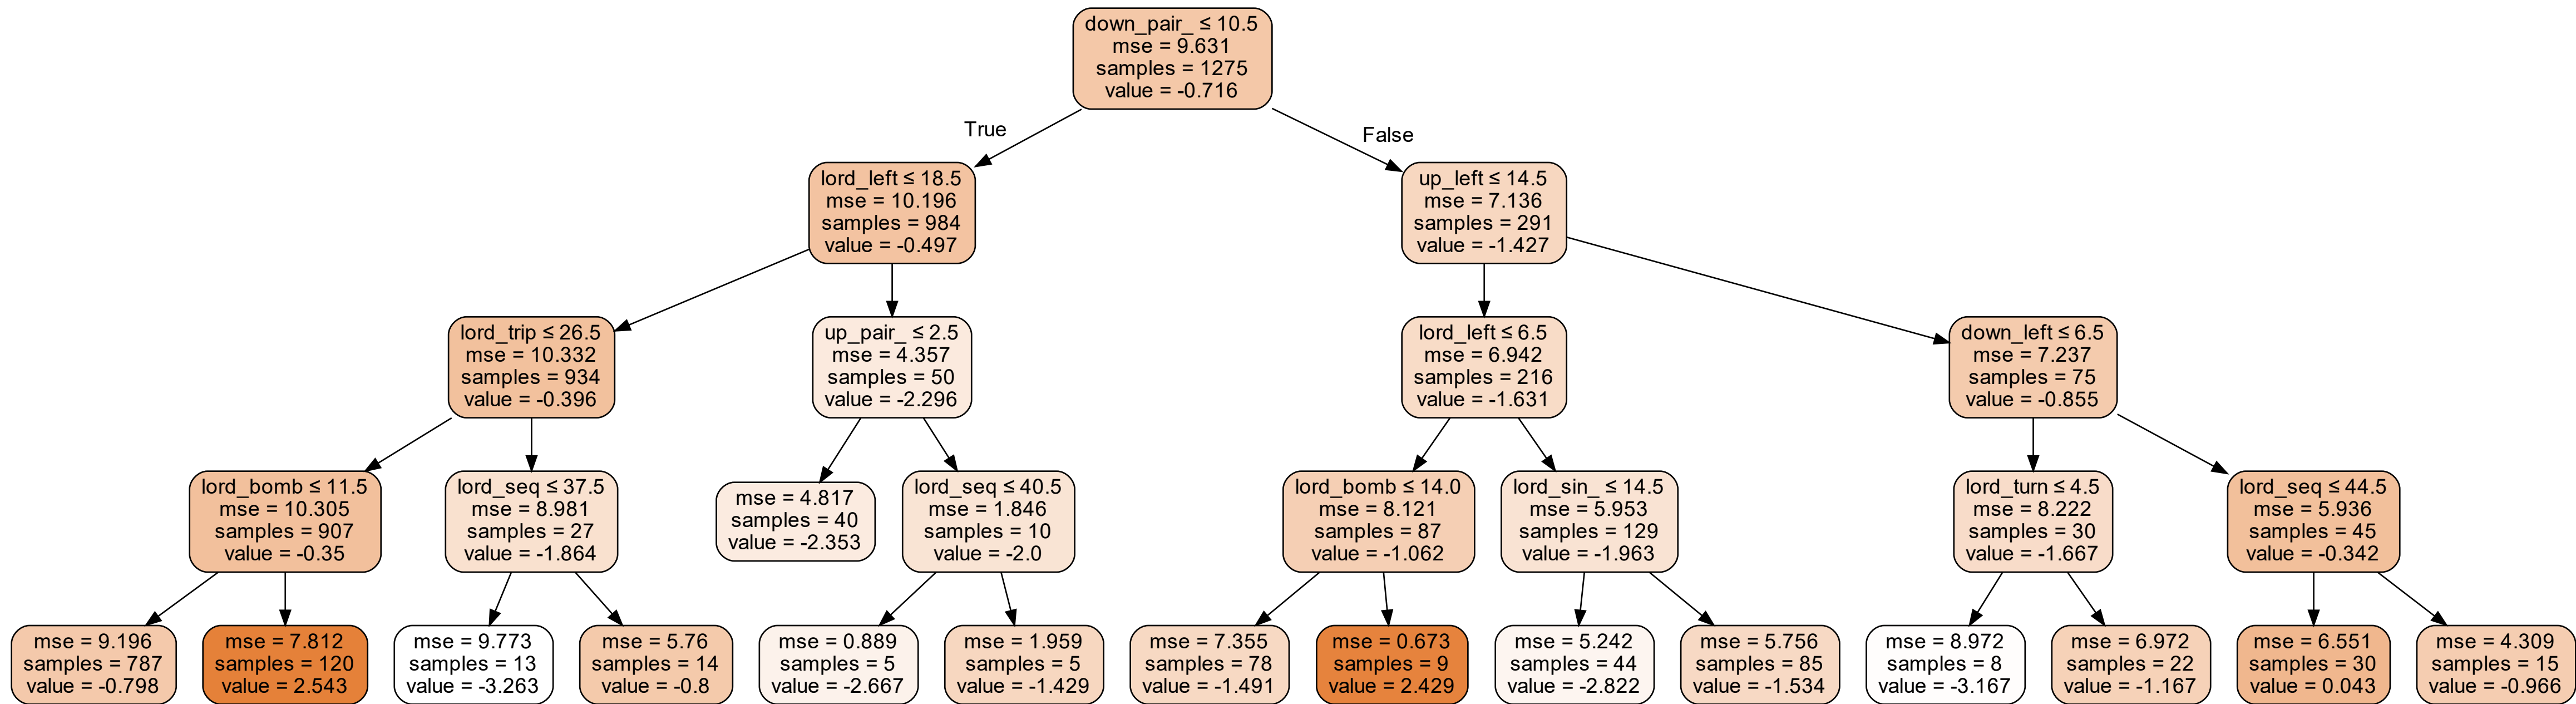 down_pair_ ≤ 10.5
mse = 9.631
samples = 1275
value = -0.716
True
False
lord_left ≤ 18.5
mse = 10.196
samples = 984
value = -0.497
up_left ≤ 14.5
mse = 7.136
samples = 291
value = -1.427
lord_trip ≤ 26.5
mse = 10.332
samples = 934
value = -0.396
up_pair_ ≤ 2.5
mse = 4.357
samples = 50
value = -2.296
lord_left ≤ 6.5
mse = 6.942
samples = 216
value = -1.631
down_left ≤ 6.5
mse = 7.237
samples = 75
value = -0.855
lord_bomb ≤ 11.5
mse = 10.305
samples = 907
value = -0.35
lord_seq ≤ 37.5
mse = 8.981
samples = 27
value = -1.864
mse = 4.817
samples = 40
value = -2.353
lord_seq ≤ 40.5
mse = 1.846
samples = 10
value = -2.0
lord_bomb ≤ 14.0
mse = 8.121
samples = 87
value = -1.062
lord_sin_ ≤ 14.5
mse = 5.953
samples = 129
value = -1.963
lord_turn ≤ 4.5
mse = 8.222
samples = 30
value = -1.667
lord_seq ≤ 44.5
mse = 5.936
samples = 45
value = -0.342
mse = 9.196
samples = 787
value = -0.798
mse = 7.812
samples = 120
value = 2.543
mse = 9.773
samples = 13
value = -3.263
mse = 5.76
samples = 14
value = -0.8
mse = 0.889
samples = 5
value = -2.667
mse = 1.959
samples = 5
value = -1.429
mse = 7.355
samples = 78
value = -1.491
mse = 0.673
samples = 9
value = 2.429
mse = 5.242
samples = 44
value = -2.822
mse = 5.756
samples = 85
value = -1.534
mse = 8.972
samples = 8
value = -3.167
mse = 6.972
samples = 22
value = -1.167
mse = 6.551
samples = 30
value = 0.043
mse = 4.309
samples = 15
value = -0.966